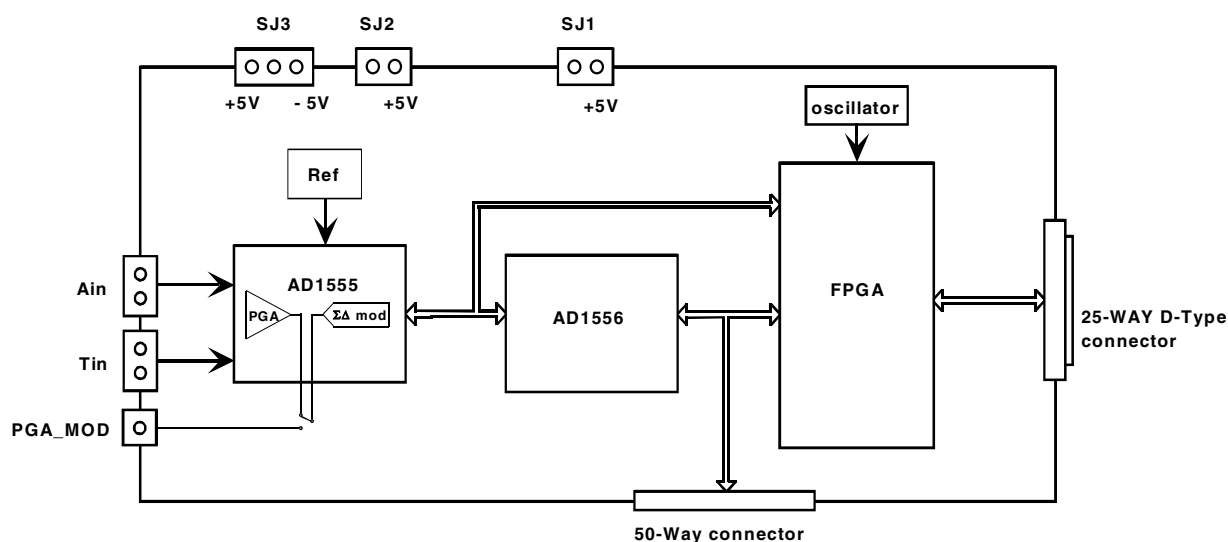 SJ3
SJ2
SJ1
+5V
- 5V
+5V
+5V
oscillator
Ref
AD1555
PGA
ΣΔ mod
AD1556
FPGA
Ain
Tin
PGA_MOD
25-WAY D-Type
connector
50-Way connector